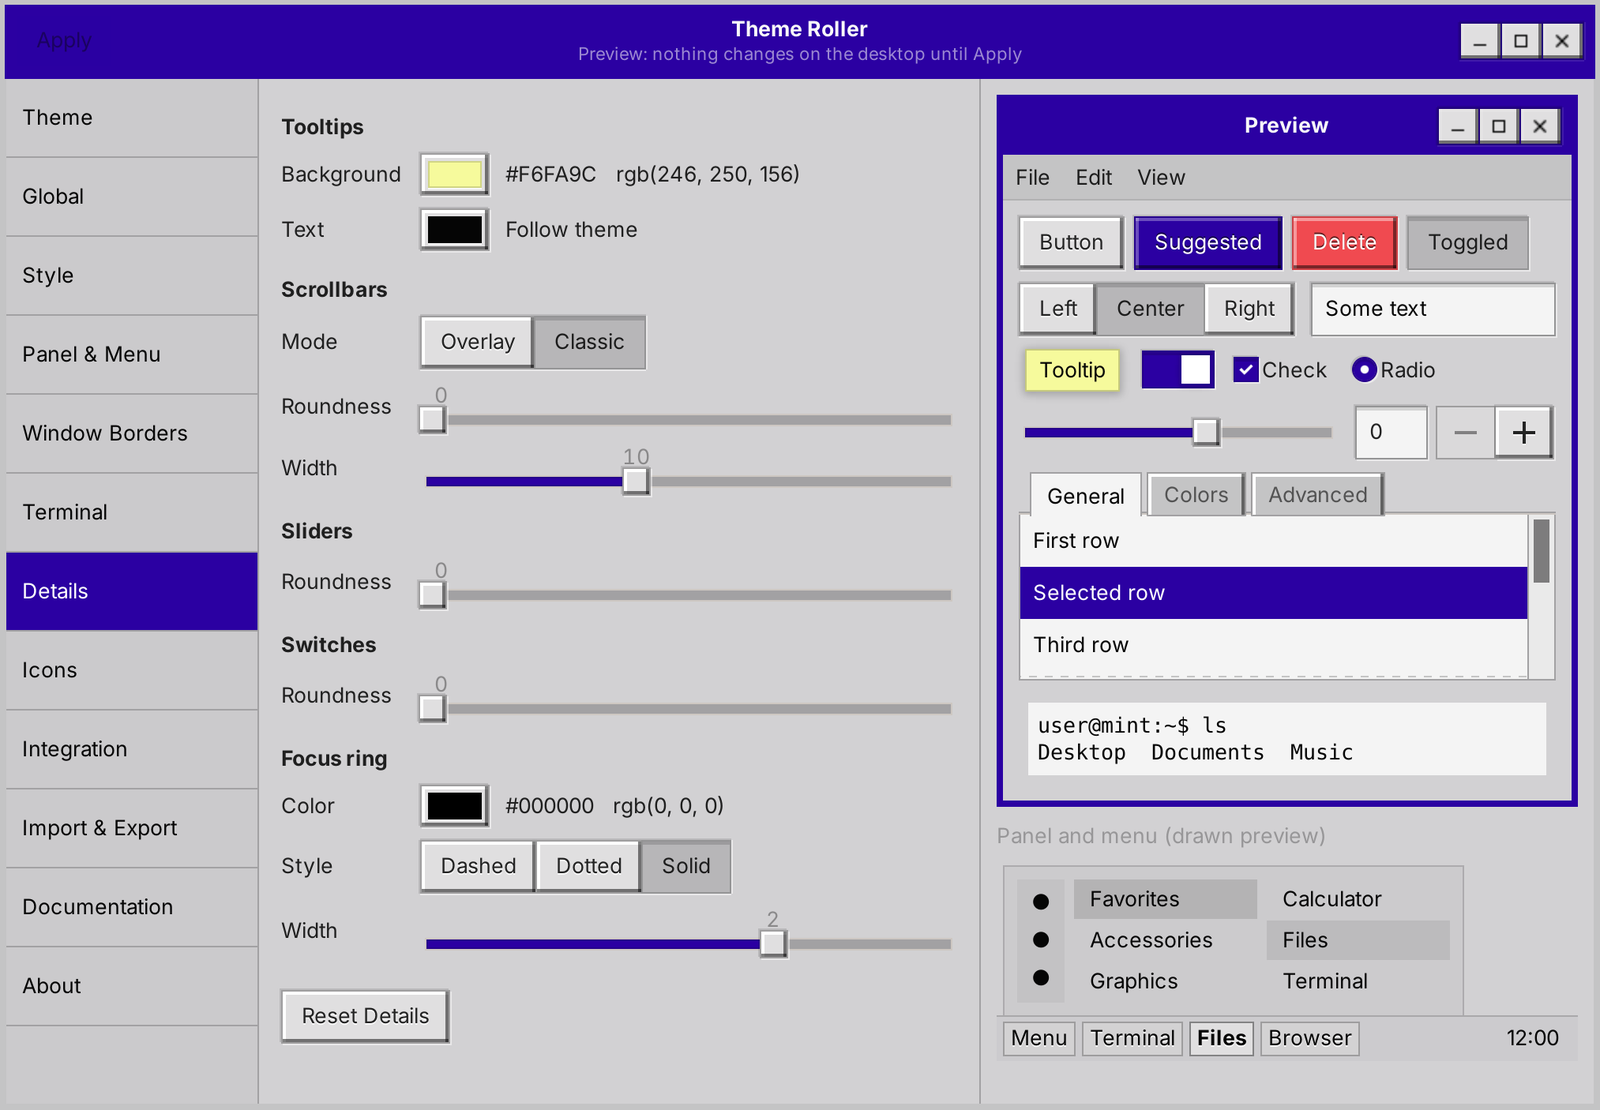 Apply
Theme Roller
Preview: nothing changes on the desktop until Apply
Theme
Global
Style
Panel & Menu
Window Borders
Terminal
Details
Icons
Integration
Import & Export
Documentation
About
Tooltips
Background #F6FA9C rgb(246, 250, 156)
Text Follow theme
Scrollbars
Mode Overlay Classic
0
Roundness
10
Width
Sliders
0
Roundness
Switches
0
Roundness
Focus ring
Color #000000 rgb(0, 0, 0)
Style Dashed Dotted Solid
2
Width
Reset Details
Preview
File Edit View
Button Suggested Delete Toggled
Left Center Right Some text
Tooltip Check Radio
0
General Colors Advanced
First row
Selected row
Third row
user@mint:~$ ls
Desktop Documents Music
Panel and menu (drawn preview)
Favorites Calculator
Accessories Files
Graphics Terminal
Menu Terminal Files Browser 12:00